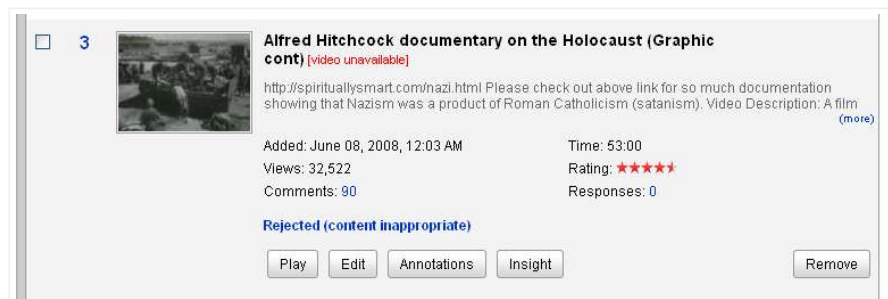 3
Alfred Hitchcock documentary on the Holocaust (Graphic
cont) [video unavailable]
http://spirituallysmart.com/nazi.html Please check out above link for so much documentation
showing that Nazism was a product of Roman Catholicism (satanism). Video Description: A film
(more)
Added: June 08, 2008, 12:03 AM
Time: 53:00
Views: 32,522
Rating:
Comments: 90
Responses: 0
Rejected (content inappropriate)
Play
Edit
Annotations
Insight
Remove